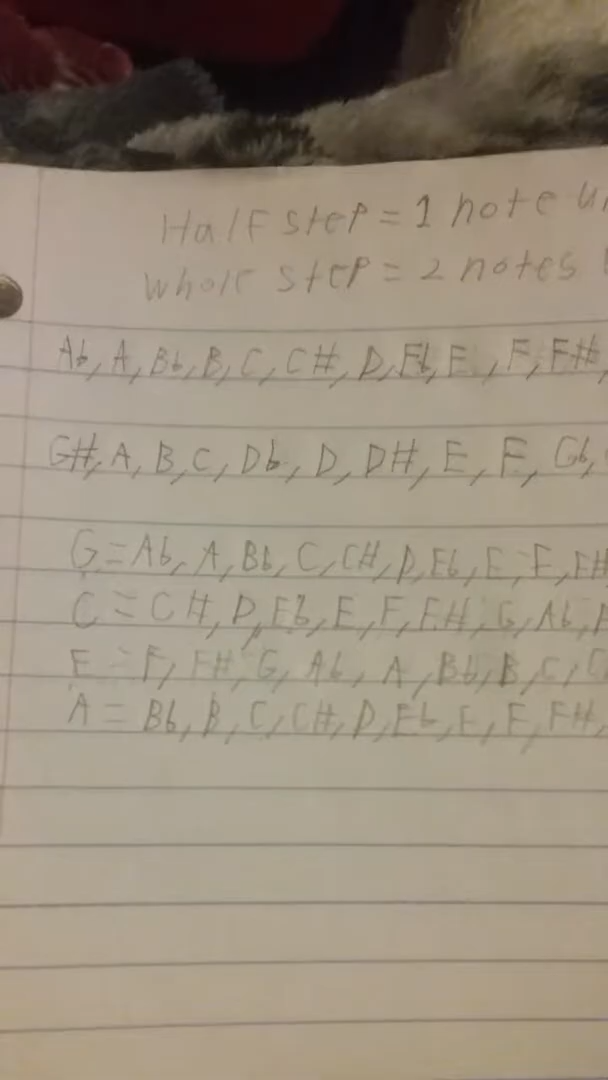 Half step = 1 note
Whole step = 2 notes
Ab, A, Bb, B, C, C#, D, Eb, E, F, F#,
G#, A, B, C, Db, D, D#, E, F, Gb,
G = Ab, A, Bb, C, C#, D, Eb, E, F, F#
C = C#, D, Eb, E, F, F#, G, Ab,
E = F, F#, G, Ab, A, Bb, B, C,
A = Bb, B, C, C#, D, Eb, E, F, F#,